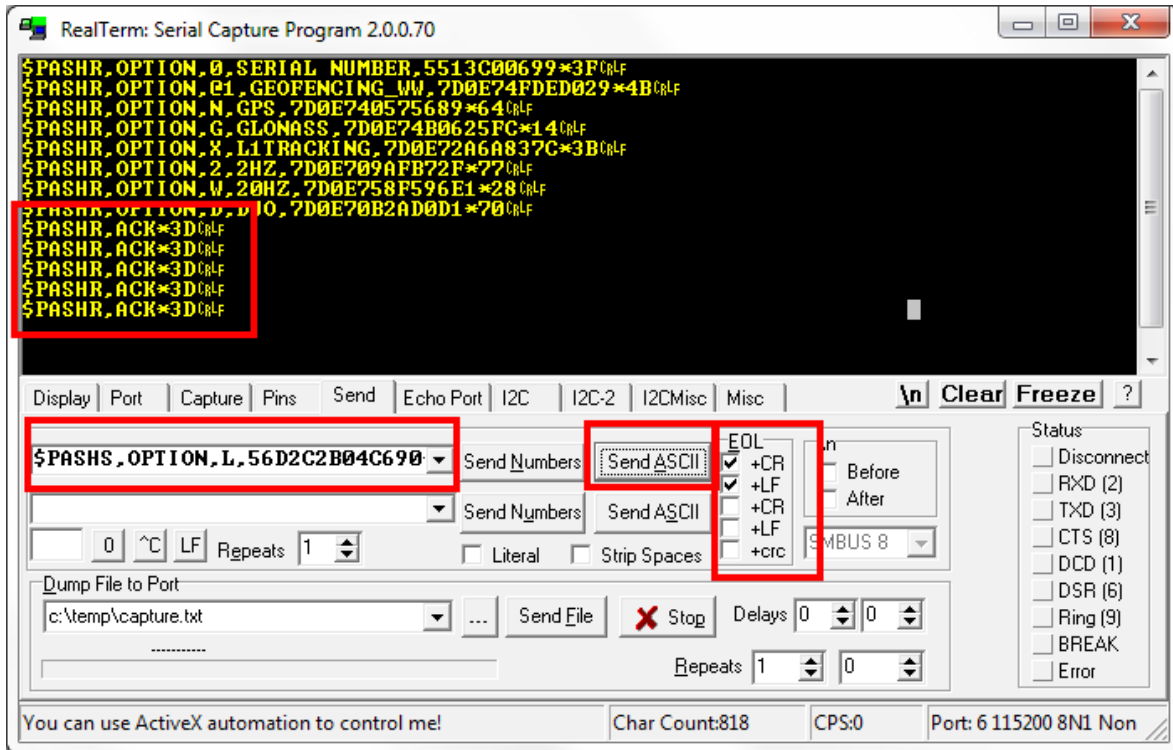 RealTerm: Serial Capture Program 2.0.0.70
$PASHR,OPTION,0,SERIAL NUMBER,5513C00699*3FCRLF
$PASHR,OPTION,@1,GEOFENCING_WW,7D0E74FDED029*4BCRLF
$PASHR,OPTION,N,GPS,7D0E740575689*64CRLF
$PASHR,OPTION,G,GLONASS,7D0E74B0625FC*14CRLF
$PASHR,OPTION,X,L1TRACKING,7D0E72A6A837C*3BCRLF
$PASHR,OPTION,2,2HZ,7D0E709AFB72F*77CRLF
$PASHR,OPTION,W,20HZ,7D0E758F596E1*28CRLF
$PASHR,OPTION,D,DUO,7D0E70B2AD0D1*70CRLF
$PASHR,ACK*3DCRLF
$PASHR,ACK*3DCRLF
$PASHR,ACK*3DCRLF
$PASHR,ACK*3DCRLF
$PASHR,ACK*3DCRLF
Display Port Capture Pins Send Echo Port I2C I2C-2 I2CMisc Misc \n Clear Freeze ?
$PASHS,OPTION,L,56D2C2B04C690 Send Numbers Send ASCII
Send Numbers Send ASCII
0 ^C LF Repeats 1 Literal Strip Spaces
EOL
+CR
+LF
+CR
+LF
+crc
Before
After
SMBUS 8
Status
Disconnect
RXD (2)
TXD (3)
CTS (8)
DCD (1)
DSR (6)
Ring (9)
BREAK
Error
Dump File to Port
c:\temp\capture.txt ... Send File Stop Delays 0 0
Repeats 1 0
You can use ActiveX automation to control me! Char Count:818 CPS:0 Port: 6 115200 8N1 Non